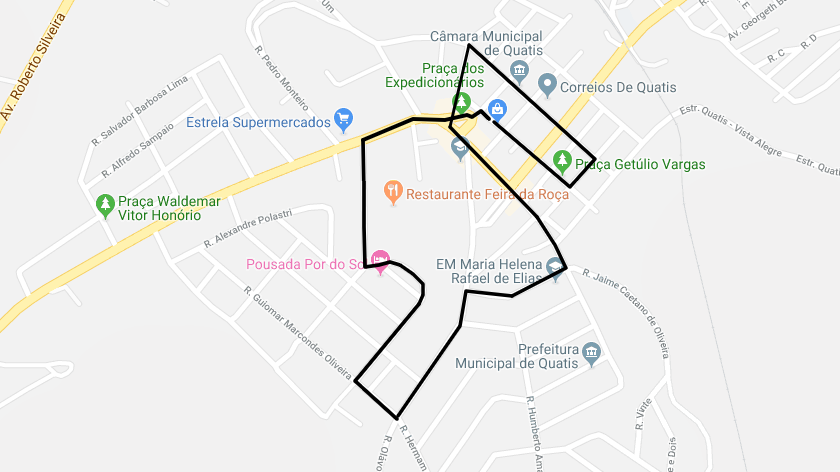 Av. Roberto Silveira
R. Pedro Monteiro
Um
Câmara Municipal
de Quatis
Av. Georgeth B
R. C
R. D
Praça dos
Expedicionários
Correios De Quatis
R. Salvador Barbosa Lima
Estrela Supermercados
Estr. Quatis - Vista Alegre
Estr. Quatis
R. Alfredo Sampaio
Praça Getúlio Vargas
Praça Waldemar
Vitor Honório
Restaurante Feira da Roça
R. Alexandre Polastri
Pousada Por do So
EM Maria Helena
Rafael de Elias
R. Jaime Caetano de Oliveira
R. Guiomar Marcondes Oliveira
Prefeitura
Municipal de Quatis
R. Humberto Ama
R. Vinte
e e Dois
R. Olavo
R. Hermam